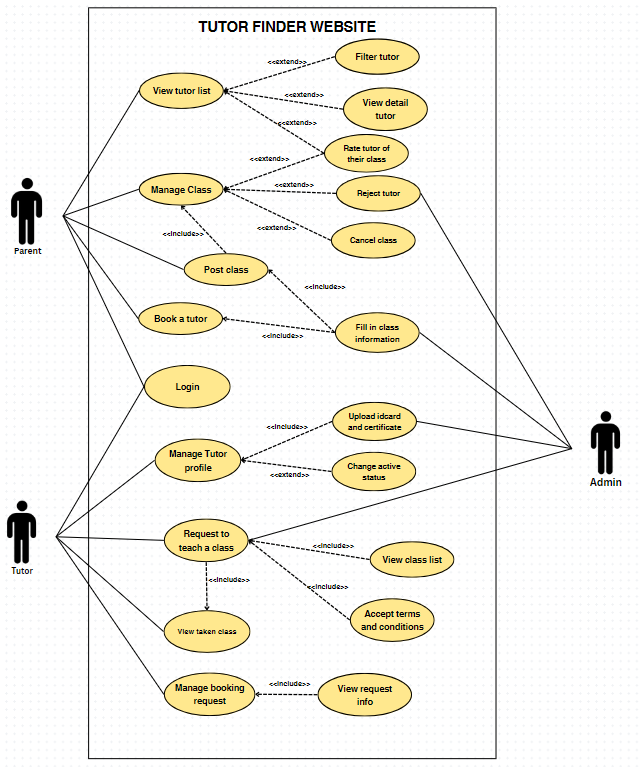 TUTOR FINDER WEBSITE
Filter tutor
<<extend>>
View tutor list
<<extend>>
View detail
tutor
<<extend>>
Rate tutor of
their class
<<extend>>
Manage Class
<<extend>>
Reject tutor
<<extend>>
Cancel class
<<include>>
Parent
Post class
<<include>>
Book a tutor
Fill in class
information
<<include>>
Login
Upload idcard
and certificate
<<include>>
Manage Tutor
profile
Change active
status
<<extend>>
Admin
Request to
teach a class
<<include>>
View class list
Tutor
<<include>>
<<include>>
Accept terms
and conditions
View taken class
<<include>>
Manage booking
request
View request
info